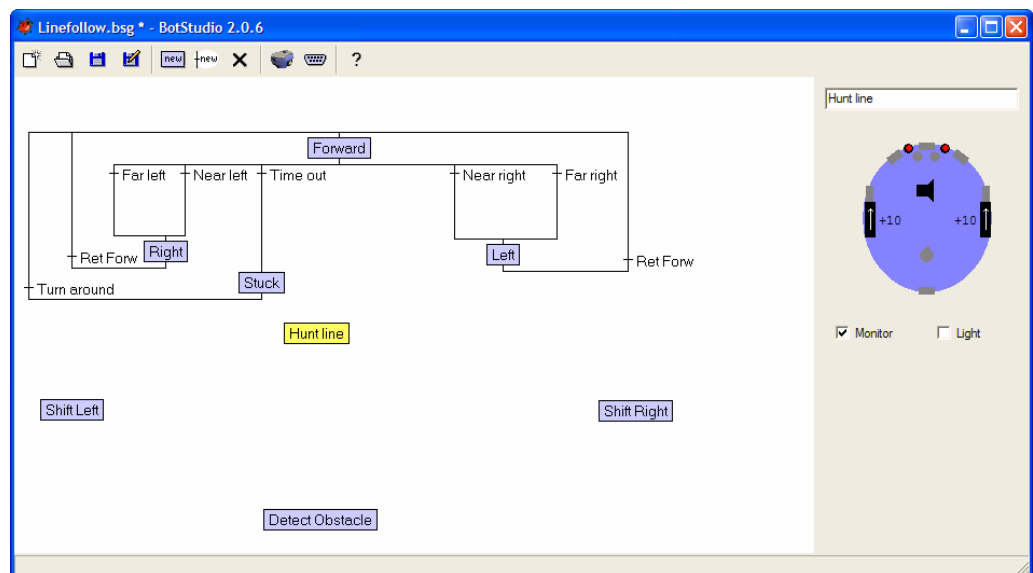 Linefollow.bsg * - BotStudio 2.0.6
new new ?
Hunt line
Forward
Far left Near left Time out Near right Far right
+10 +10
Ret Forw Right Left Ret Forw
Turn around Stuck
Hunt line
Monitor Light
Shift Left Shift Right
Detect Obstacle